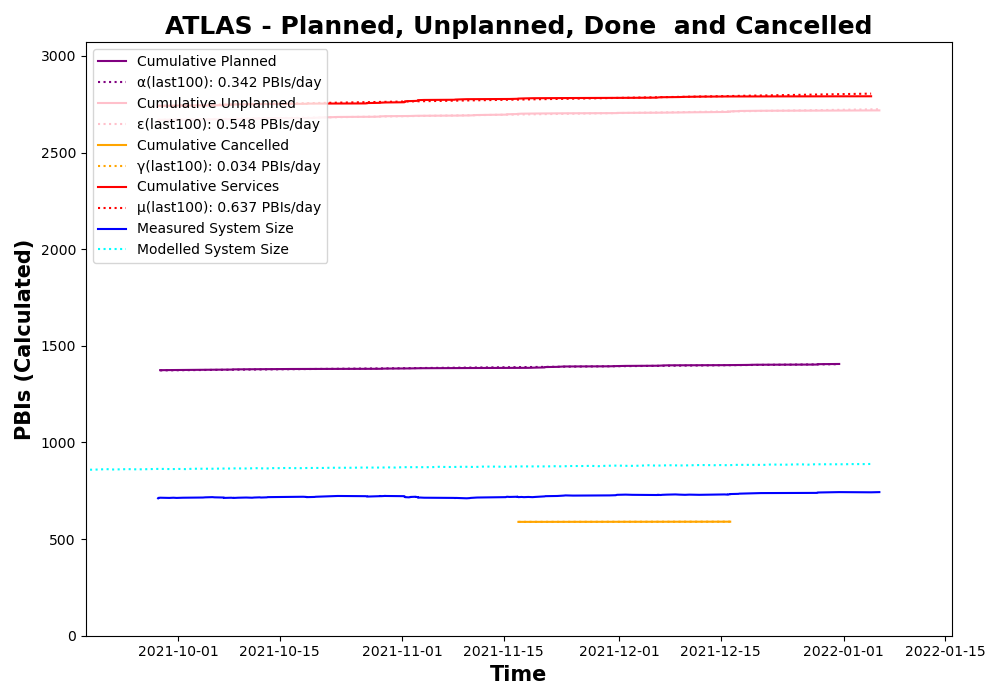 ATLAS - Planned, Unplanned, Done  and Cancelled
PBIs (Calculated)
3000
2500
2000
1500
1000
500
0
Cumulative Planned
α(last100): 0.342 PBIs/day
Cumulative Unplanned
ε(last100): 0.548 PBIs/day
Cumulative Cancelled
γ(last100): 0.034 PBIs/day
Cumulative Services
μ(last100): 0.637 PBIs/day
Measured System Size
Modelled System Size
2021-10-01 2021-10-15 2021-11-01 2021-11-15 2021-12-01 2021-12-15 2022-01-01 2022-01-15
Time